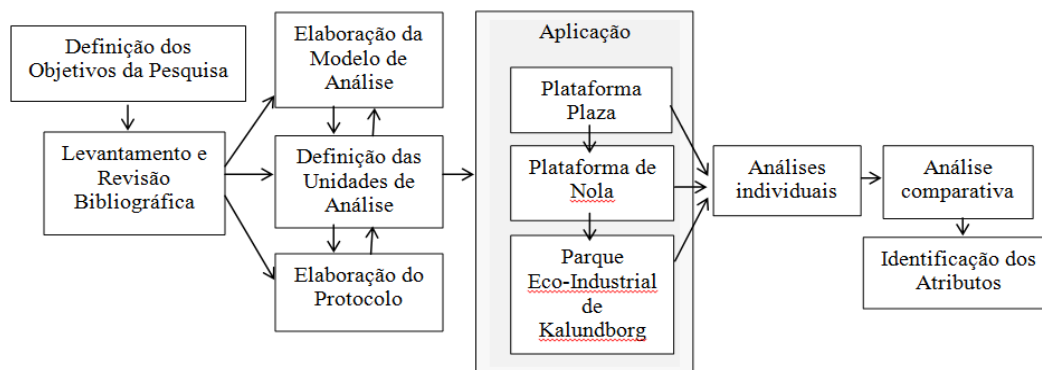 Definição dos
Objetivos da Pesquisa
Levantamento e
Revisão
Bibliográfica
Elaboração da
Modelo de
Análise
Definição das
Unidades de
Análise
Elaboração do
Protocolo
Aplicação
Plataforma
Plaza
Plataforma de
Nola
Parque
Eco-Industrial
de
Kalundborg
Análises
individuais
Análise
comparativa
Identificação dos
Atributos